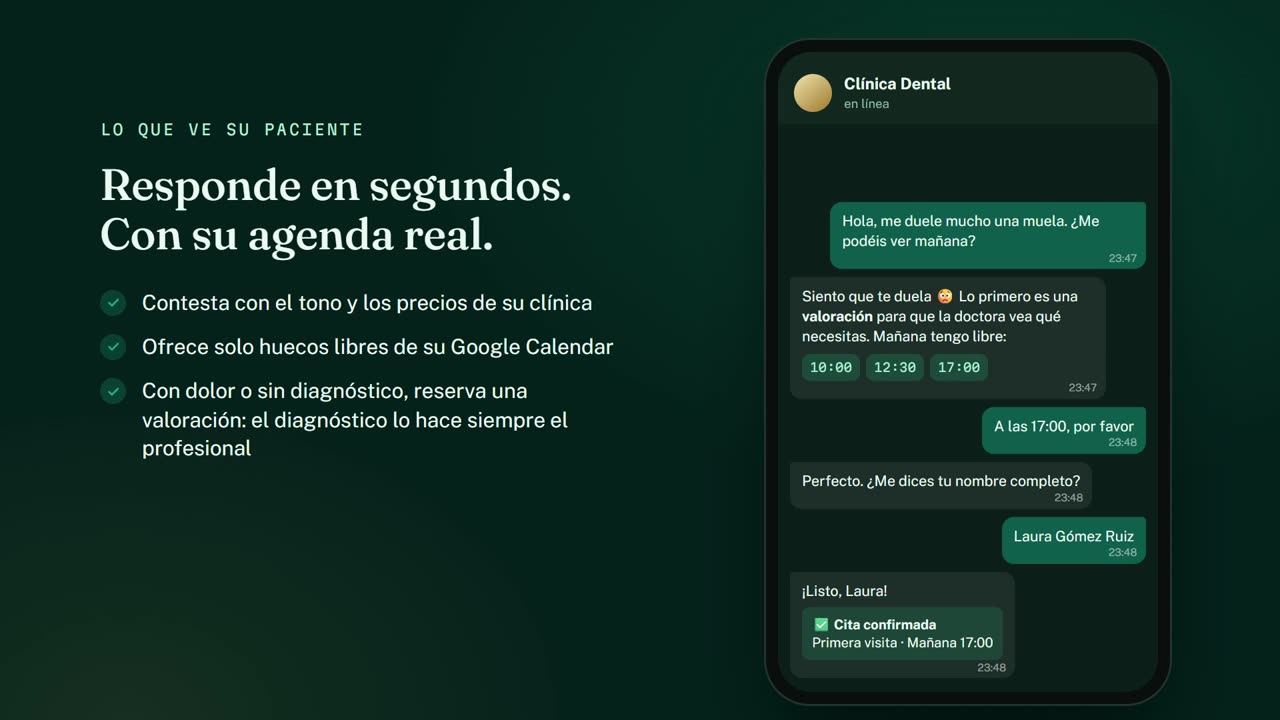 LO QUE VE SU PACIENTE
Responde en segundos.
Con su agenda real.
Contesta con el tono y los precios de su clínica
Ofrece solo huecos libres de su Google Calendar
Con dolor o sin diagnóstico, reserva una
valoración: el diagnóstico lo hace siempre el
profesional
Clínica Dental
en línea
Hola, me duele mucho una muela. ¿Me
podéis ver mañana?
23:47
Siento que te duela 😳 Lo primero es una
valoración para que la doctora vea qué
necesitas. Mañana tengo libre:
10:00 12:30 17:00
23:47
A las 17:00, por favor
23:48
Perfecto. ¿Me dices tu nombre completo?
23:48
Laura Gómez Ruiz
23:48
¡Listo, Laura!
✅ Cita confirmada
Primera visita · Mañana 17:00
23:48